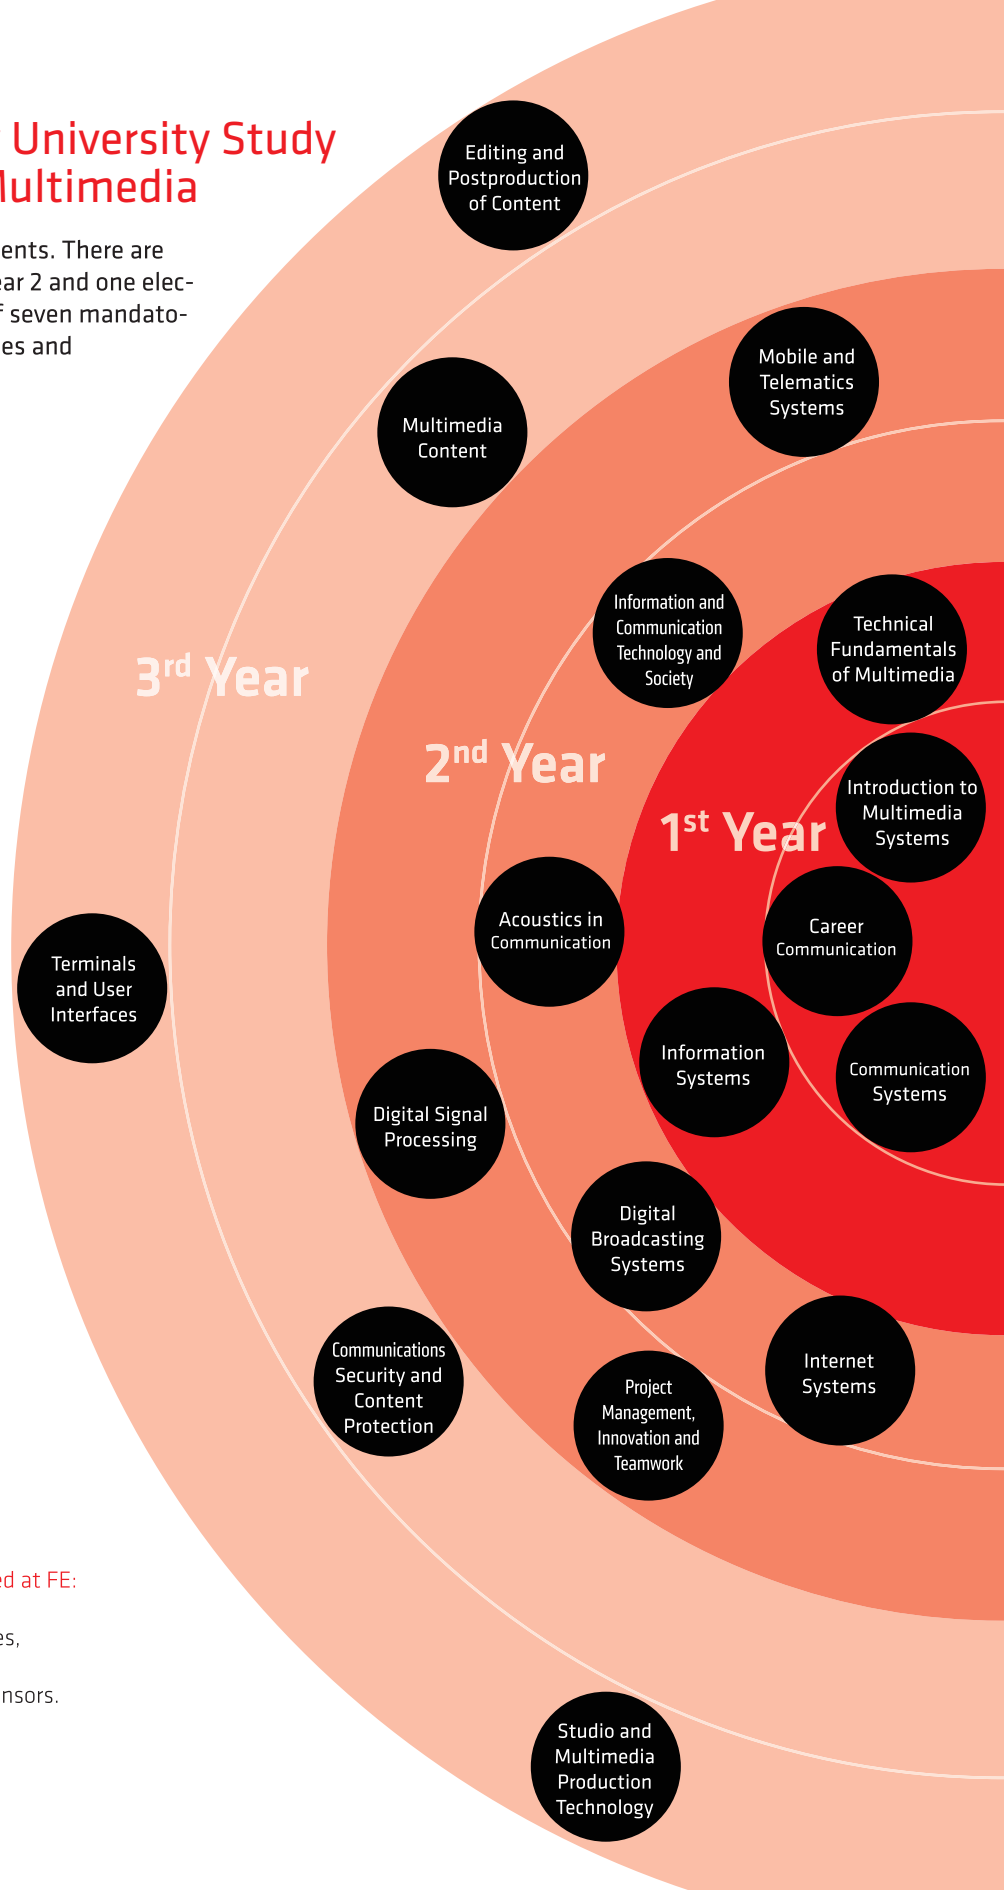 University Study
ultimedia
ents. There are
ear 2 and one elec-
f seven mandato-
es and
Editing and
Postproduction
of Content
Mobile and
Telematics
Systems
Multimedia
Content
Information and
Communication
Technology and
Society
Technical
Fundamentals
of Multimedia
3rd Year
2nd Year
1st Year
Introduction to
Multimedia
Systems
Acoustics in
Communication
Career
Communication
Terminals
and User
Interfaces
Information
Systems
Communication
Systems
Digital Signal
Processing
Digital
Broadcasting
Systems
Communications
Security and
Content
Protection
Internet
Systems
Project
Management,
Innovation and
Teamwork
ed at FE:
es,
nsors.
Studio and
Multimedia
Production
Technology